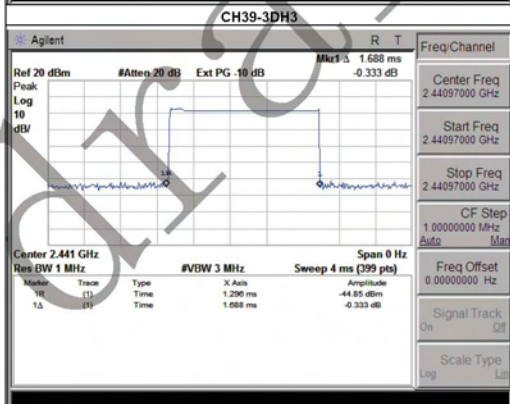 CH39-3DH3
Agilent R T
Mkr1 Δ 1.688 ms
Ref 20 dBm #Atten 20 dB Ext PG -10 dB -0.333 dB
Peak
Log
10
dB/
1R
1
Center 2.441 GHz Span 0 Hz
Res BW 1 MHz #VBW 3 MHz Sweep 4 ms (399 pts)
Marker Trace Type X Axis Amplitude
1R (1) Time 1.296 ms -44.85 dBm
1Δ (1) Time 1.688 ms -0.333 dB
Freq/Channel
Center Freq
2.44097000 GHz
Start Freq
2.44097000 GHz
Stop Freq
2.44097000 GHz
CF Step
1.00000000 MHz
Auto Man
Freq Offset
0.00000000 Hz
Signal Track
On Off
Scale Type
Log Lin